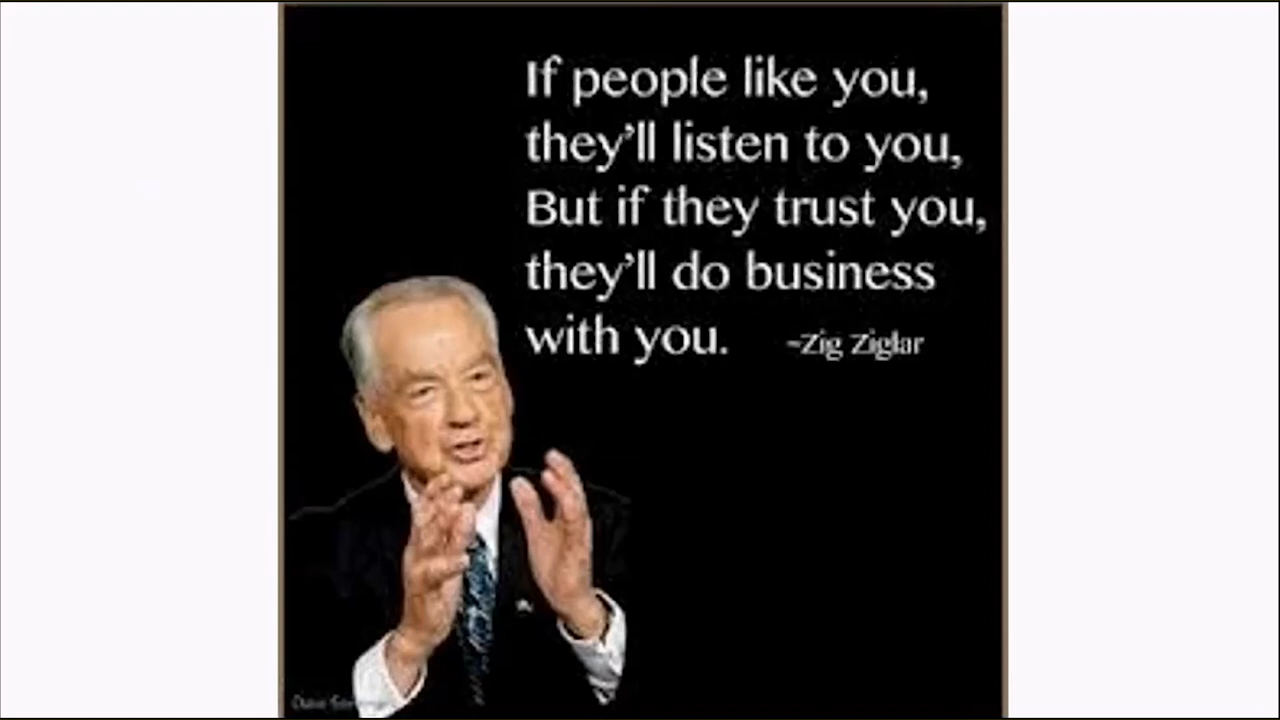 If people like you,
they'll listen to you,
But if they trust you,
they'll do business
with you. ~Zig Ziglar